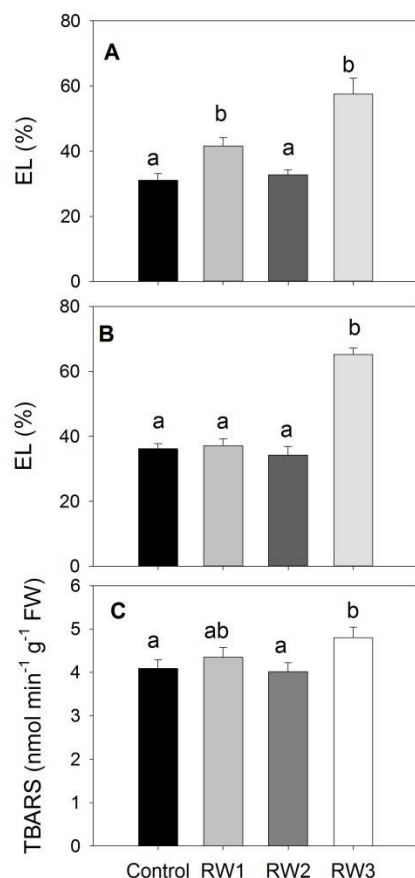 80
A
b
b
60
EL (%)
a
a
40
20
0
80
B
b
60
EL (%)
a
a
a
40
20
0
6
C
b
TBARS (nmol min⁻¹ g⁻¹ FW)
a
ab
a
5
4
3
2
1
0
Control RW1 RW2 RW3